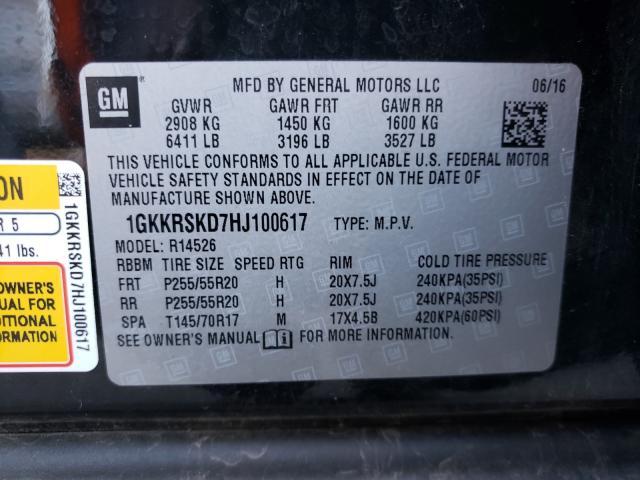 GM
MFD BY GENERAL MOTORS LLC 06/16
GVWR GAWR FRT GAWR RR
2908 KG 1450 KG 1600 KG
6411 LB 3196 LB 3527 LB
THIS VEHICLE CONFORMS TO ALL APPLICABLE U.S. FEDERAL MOTOR
VEHICLE SAFETY STANDARDS IN EFFECT ON THE DATE OF
MANUFACTURE SHOWN ABOVE.
1GKKRSKD7HJ100617 TYPE: M.P.V.
MODEL: R14526
RBBM TIRE SIZE SPEED RTG RIM COLD TIRE PRESSURE
FRT P255/55R20 H 20X7.5J 240KPA(35PSI)
RR P255/55R20 H 20X7.5J 240KPA(35PSI)
SPA T145/70R17 M 17X4.5B 420KPA(60PSI)
SEE OWNER'S MANUAL FOR MORE INFORMATION
ON
R 5
41 lbs.
OWNER'S
UAL FOR
DITIONAL
RMATION
1GKKRSKD7HJ100617